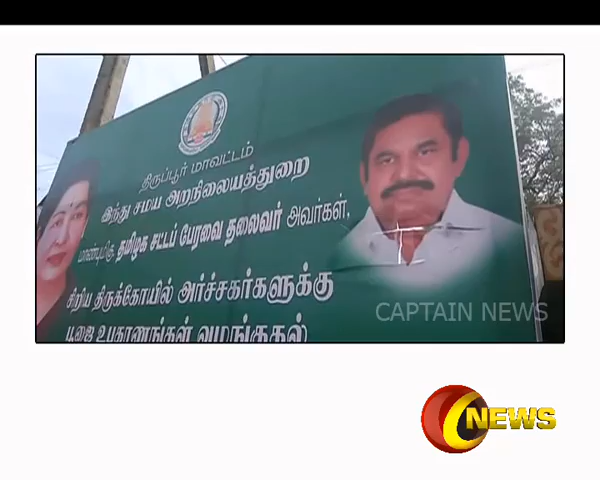 திருப்பூர் மாவட்டம்
இந்து சமய அறநிலையத்துறை
மாண்புமிகு தமிழக சட்டப் பேரவை தலைவர் அவர்கள்,
சிறிய திருக்கோயில் அர்ச்சகர்களுக்கு
பூஜை உபகரணங்கள் வழங்குதல்
CAPTAIN NEWS
NEWS